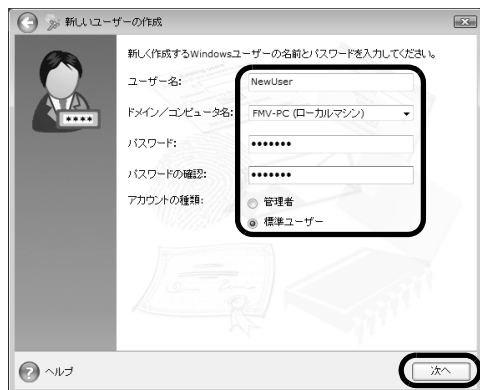 新しいユーザーの作成
新しく作成するWindowsユーザーの名前とパスワードを入力してください。
ユーザー名: NewUser
ドメイン／コンピュータ名: FMV-PC (ローカルマシン)
パスワード: •••••••
パスワードの確認: •••••••
アカウントの種類: 管理者
標準ユーザー
ヘルプ 次へ